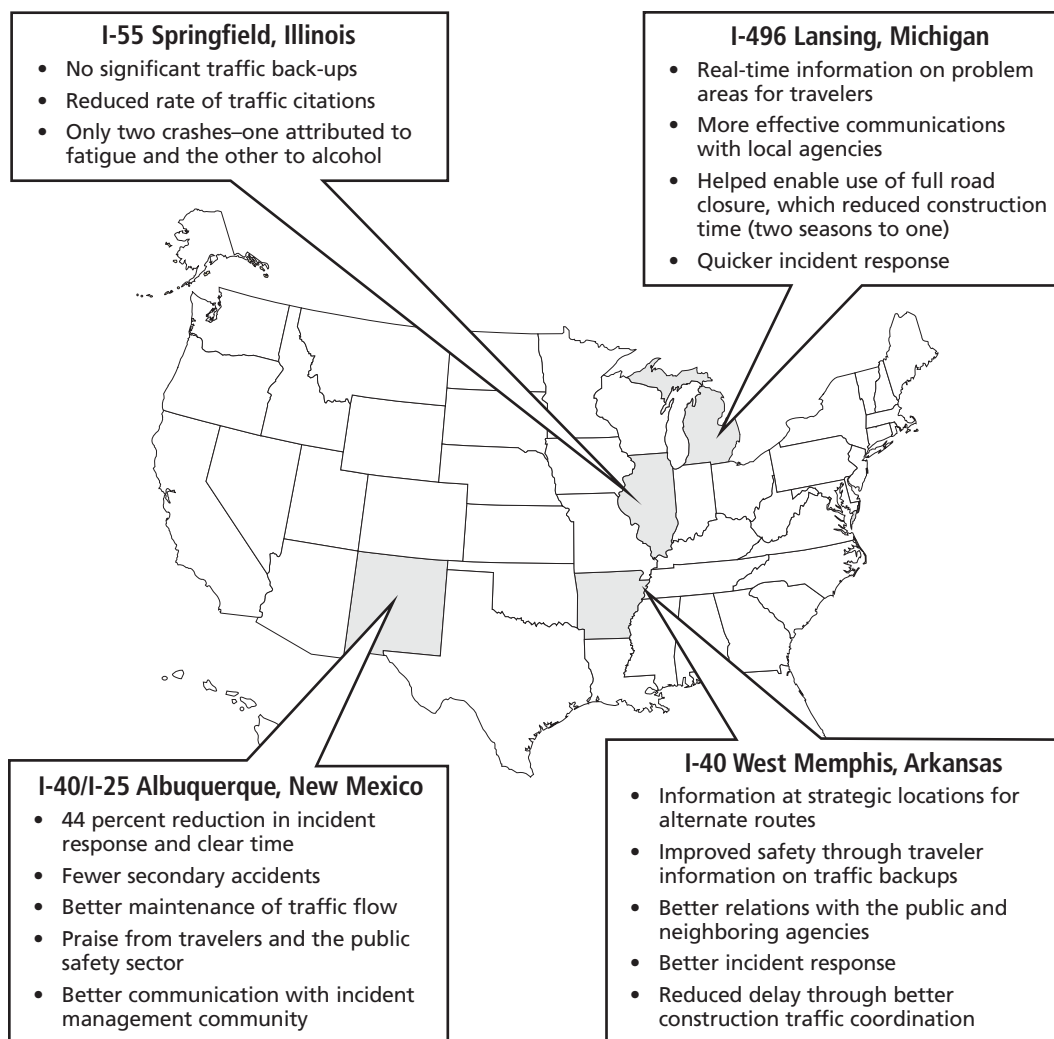 I-55 Springfield, Illinois
• No significant traffic back-ups
• Reduced rate of traffic citations
• Only two crashes–one attributed to
fatigue and the other to alcohol
I-496 Lansing, Michigan
• Real-time information on problem
areas for travelers
• More effective communications
with local agencies
• Helped enable use of full road
closure, which reduced construction
time (two seasons to one)
• Quicker incident response
I-40/I-25 Albuquerque, New Mexico
• 44 percent reduction in incident
response and clear time
• Fewer secondary accidents
• Better maintenance of traffic flow
• Praise from travelers and the public
safety sector
• Better communication with incident
management community
I-40 West Memphis, Arkansas
• Information at strategic locations for
alternate routes
• Improved safety through traveler
information on traffic backups
• Better relations with the public and
neighboring agencies
• Better incident response
• Reduced delay through better
construction traffic coordination